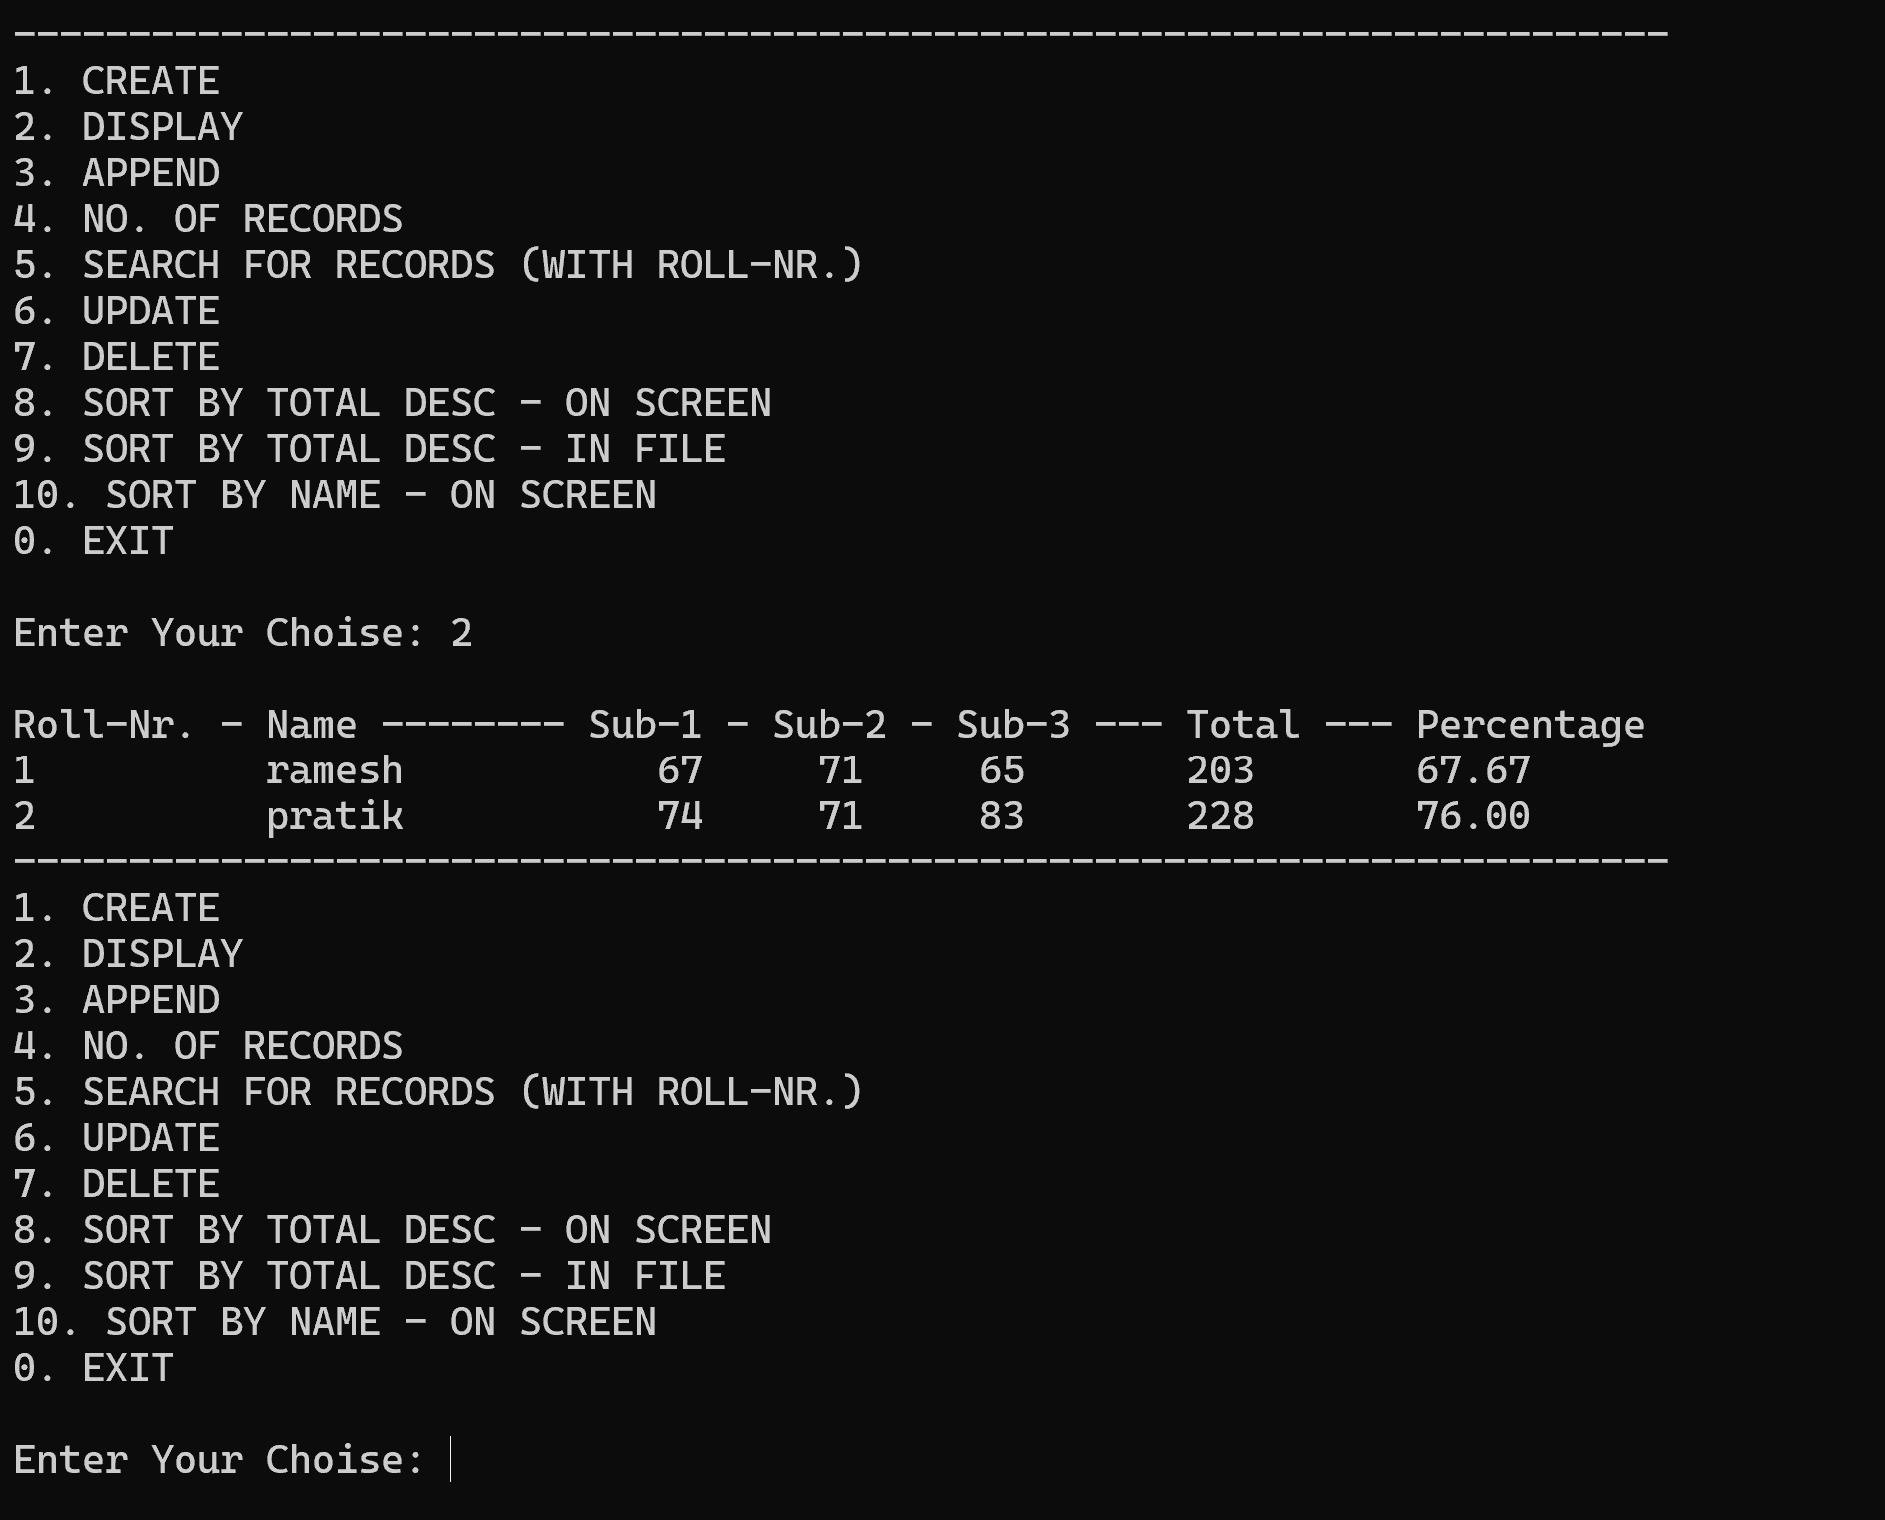 ------------------------------------------------------------------------
1. CREATE
2. DISPLAY
3. APPEND
4. NO. OF RECORDS
5. SEARCH FOR RECORDS (WITH ROLL-NR.)
6. UPDATE
7. DELETE
8. SORT BY TOTAL DESC - ON SCREEN
9. SORT BY TOTAL DESC - IN FILE
10. SORT BY NAME - ON SCREEN
0. EXIT

Enter Your Choise: 2

Roll-Nr. - Name -------- Sub-1 - Sub-2 - Sub-3 --- Total --- Percentage
1          ramesh           67     71     65       203       67.67
2          pratik           74     71     83       228       76.00
------------------------------------------------------------------------
1. CREATE
2. DISPLAY
3. APPEND
4. NO. OF RECORDS
5. SEARCH FOR RECORDS (WITH ROLL-NR.)
6. UPDATE
7. DELETE
8. SORT BY TOTAL DESC - ON SCREEN
9. SORT BY TOTAL DESC - IN FILE
10. SORT BY NAME - ON SCREEN
0. EXIT

Enter Your Choise: